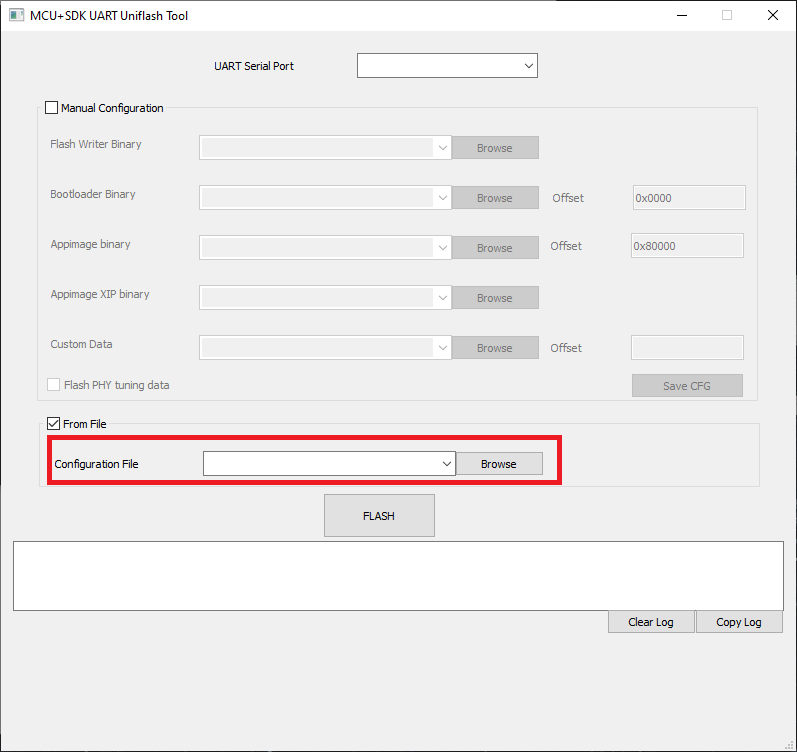 MCU+SDK UART Uniflash Tool
UART Serial Port
Manual Configuration
Flash Writer Binary Browse
Bootloader Binary Browse Offset 0x0000
Appimage binary Browse Offset 0x80000
Appimage XIP binary Browse
Custom Data Browse Offset
Flash PHY tuning data Save CFG
From File
Configuration File Browse
FLASH
Clear Log Copy Log